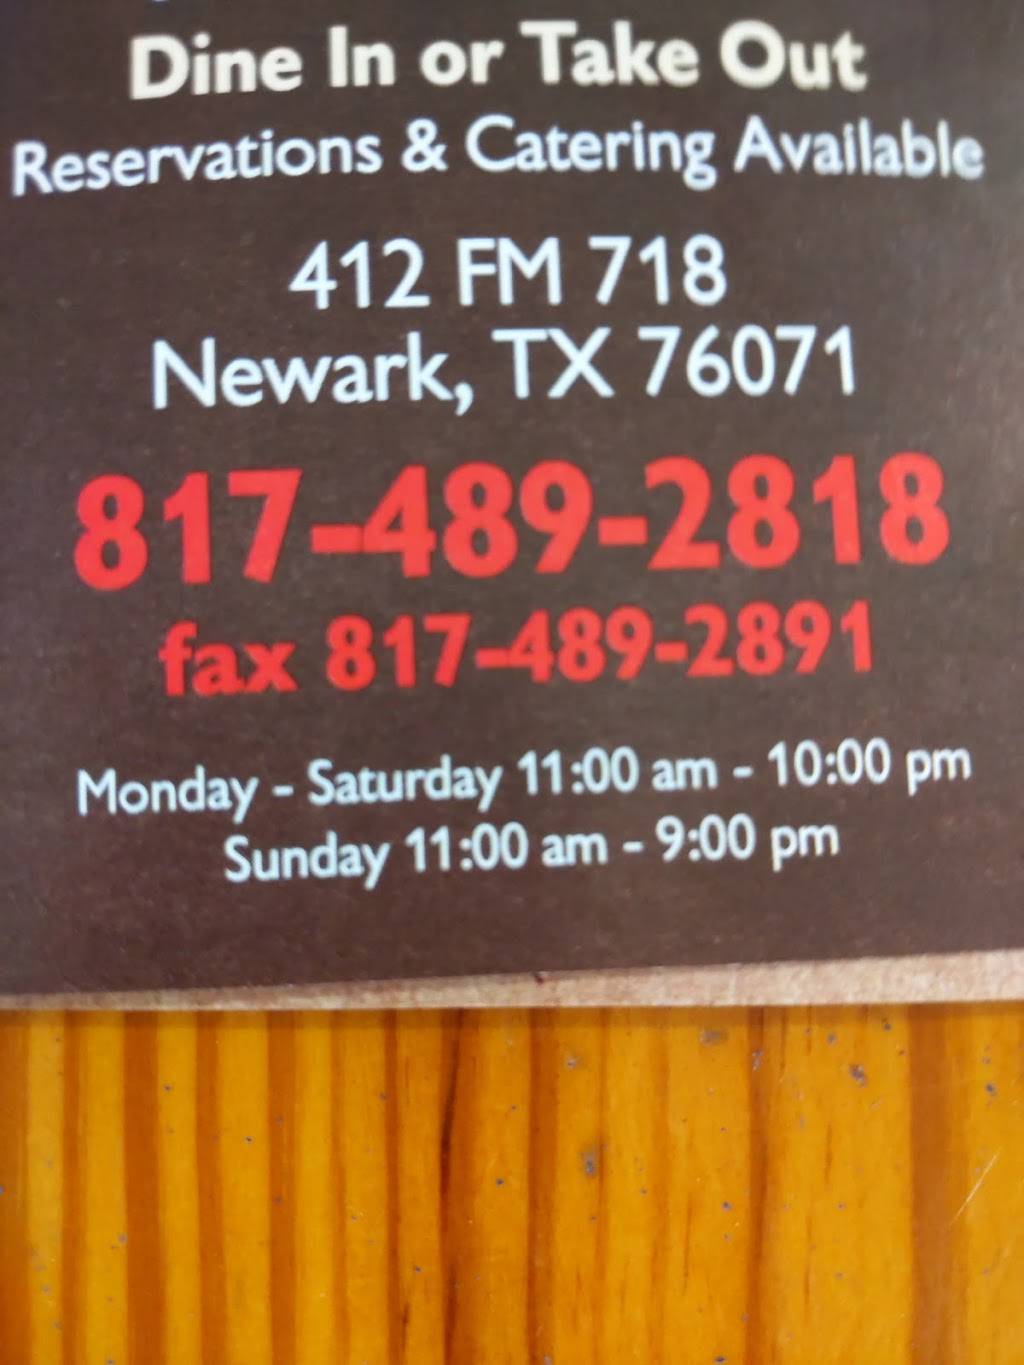 Dine In or Take Out
Reservations & Catering Available
412 FM 718
Newark, TX 76071
817-489-2818
fax 817-489-2891
Monday - Saturday 11:00 am - 10:00 pm
Sunday 11:00 am - 9:00 pm